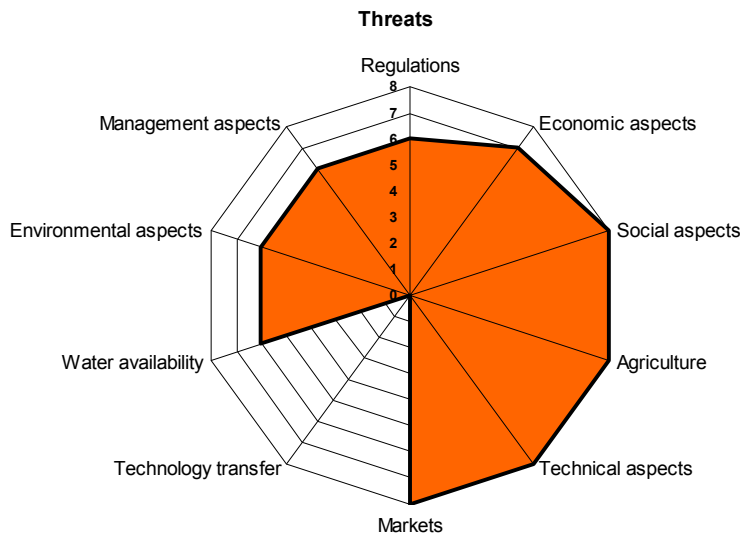 Threats
Regulations
Economic aspects
Social aspects
Agriculture
Technical aspects
Markets
Technology transfer
Water availability
Environmental aspects
Management aspects
8
7
6
5
4
3
2
1
0